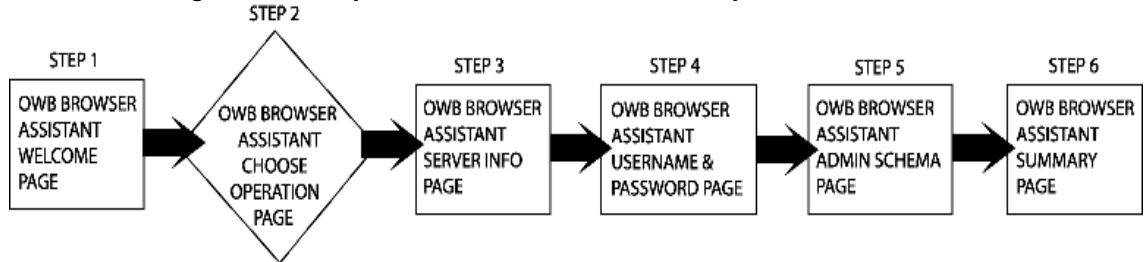 STEP 1
OWB BROWSER
ASSISTANT
WELCOME
PAGE
STEP 2
OWB BROWSER
ASSISTANT
CHOOSE
OPERATION
PAGE
STEP 3
OWB BROWSER
ASSISTANT
SERVER INFO
PAGE
STEP 4
OWB BROWSER
ASSISTANT
USERNAME &
PASSWORD PAGE
STEP 5
OWB BROWSER
ASSISTANT
ADMIN SCHEMA
PAGE
STEP 6
OWB BROWSER
ASSISTANT
SUMMARY
PAGE